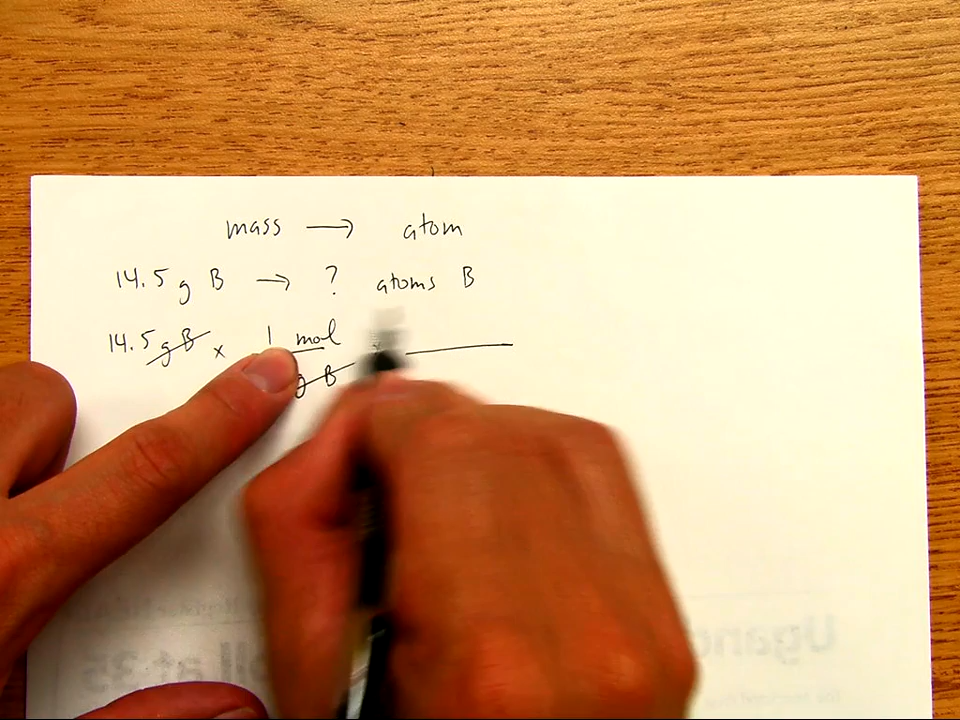 mass → atom
14.5 g B → ? atoms B
14.5 g B x 1 mol
g B